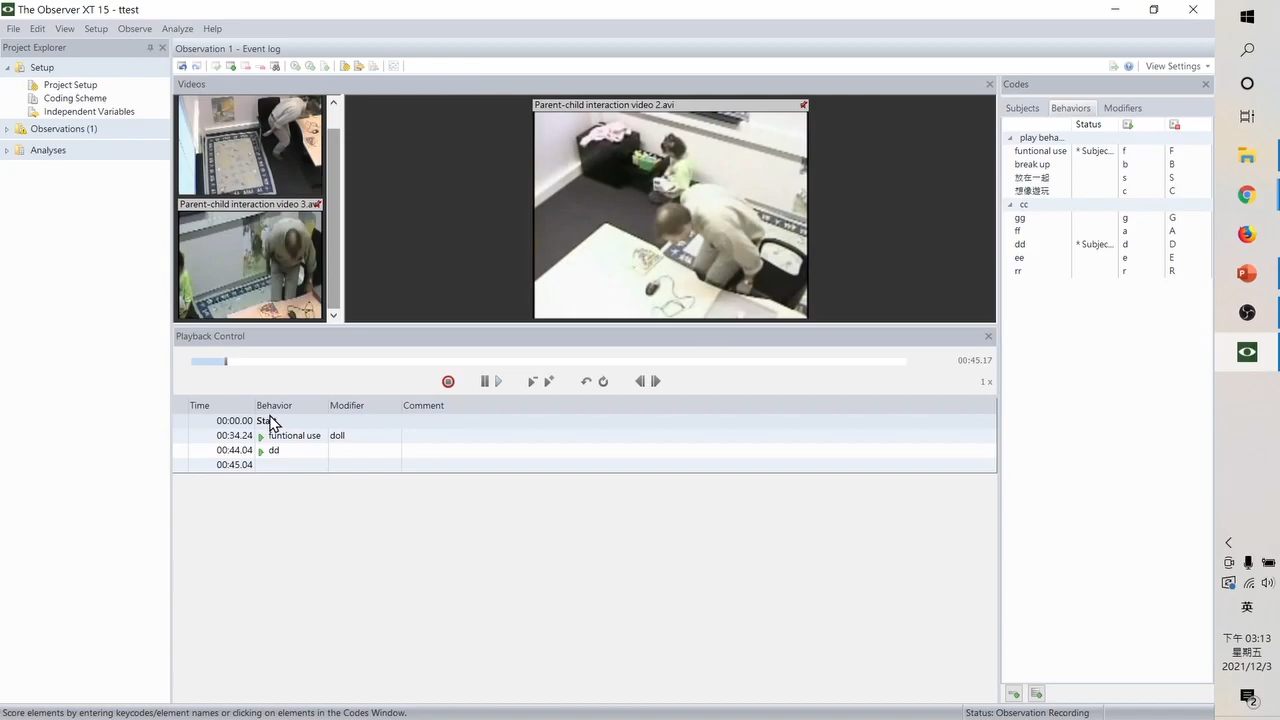 The Observer XT 15 - ttest
File Edit View Setup Observe Analyze Help
Project Explorer
Setup
Project Setup
Coding Scheme
Independent Variables
Observations (1)
Analyses
Observation 1 - Event log
View Settings
Videos
Parent-child interaction video 3.avi
Parent-child interaction video 2.avi
Playback Control
00:45.17
1 x
Time Behavior Modifier Comment
00:00.00
00:34.24 funtional use doll
00:44.04 dd
00:45.04
Codes
Subjects Behaviors Modifiers
Status
play beha...
funtional use * Subjec... f F
break up b B
放在一起 s S
想像遊玩 c C
cc
gg g G
ff a A
dd * Subjec... d D
ee e E
rr r R
Score elements by entering keycodes/element names or clicking on elements in the Codes Window.
Status: Observation Recording
英
下午 03:13
星期五
2021/12/3
2